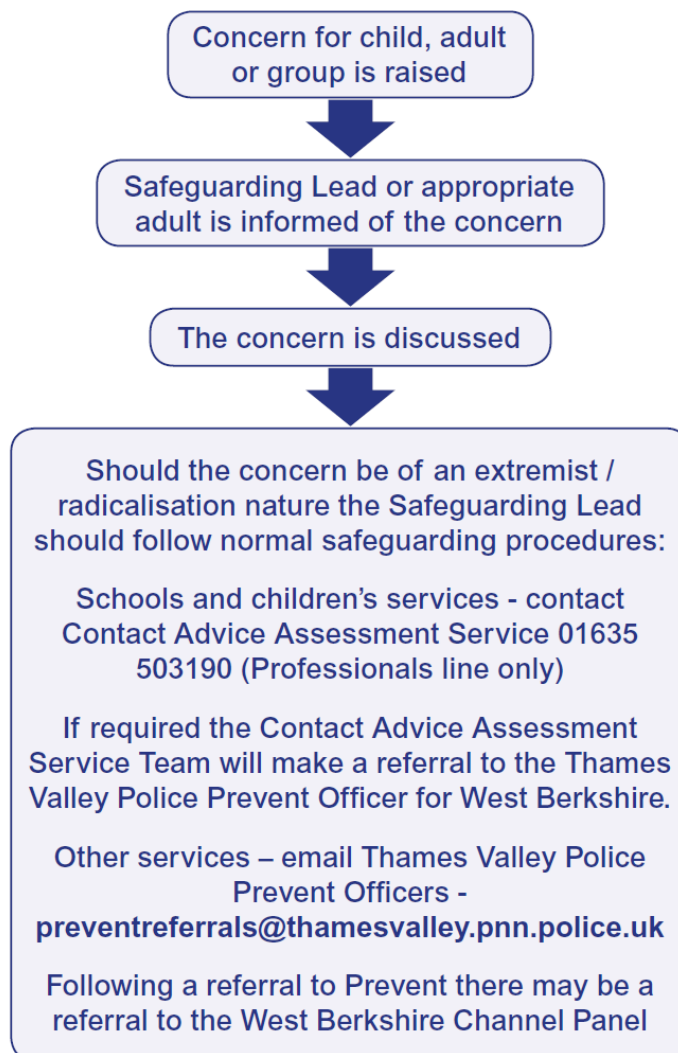 Concern for child, adult
or group is raised
Safeguarding Lead or appropriate
adult is informed of the concern
The concern is discussed
Should the concern be of an extremist /
radicalisation nature the Safeguarding Lead
should follow normal safeguarding procedures:
Schools and children’s services - contact
Contact Advice Assessment Service 01635
503190 (Professionals line only)
If required the Contact Advice Assessment
Service Team will make a referral to the Thames
Valley Police Prevent Officer for West Berkshire.
Other services – email Thames Valley Police
Prevent Officers -
preventreferrals@thamesvalley.pnn.police.uk
Following a referral to Prevent there may be a
referral to the West Berkshire Channel Panel